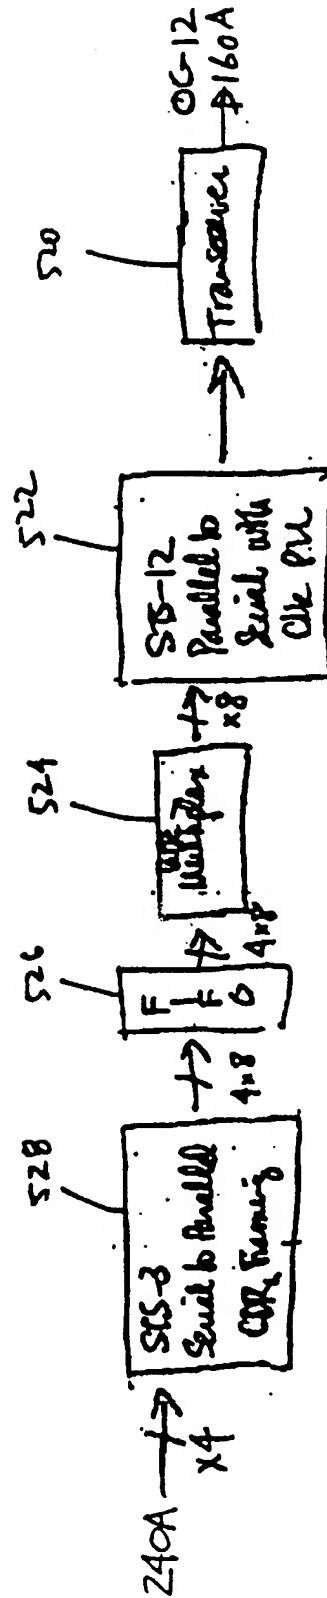 240A
x4
528
STS-3
Serial to Parallel
CDR, Framing
4x8
526
F
I
F
O
4x8
524
Multiplex
x8
522
STS-12
Parallel to
Serial with
Clk PLL
520
Transceiver
OC-12
160A